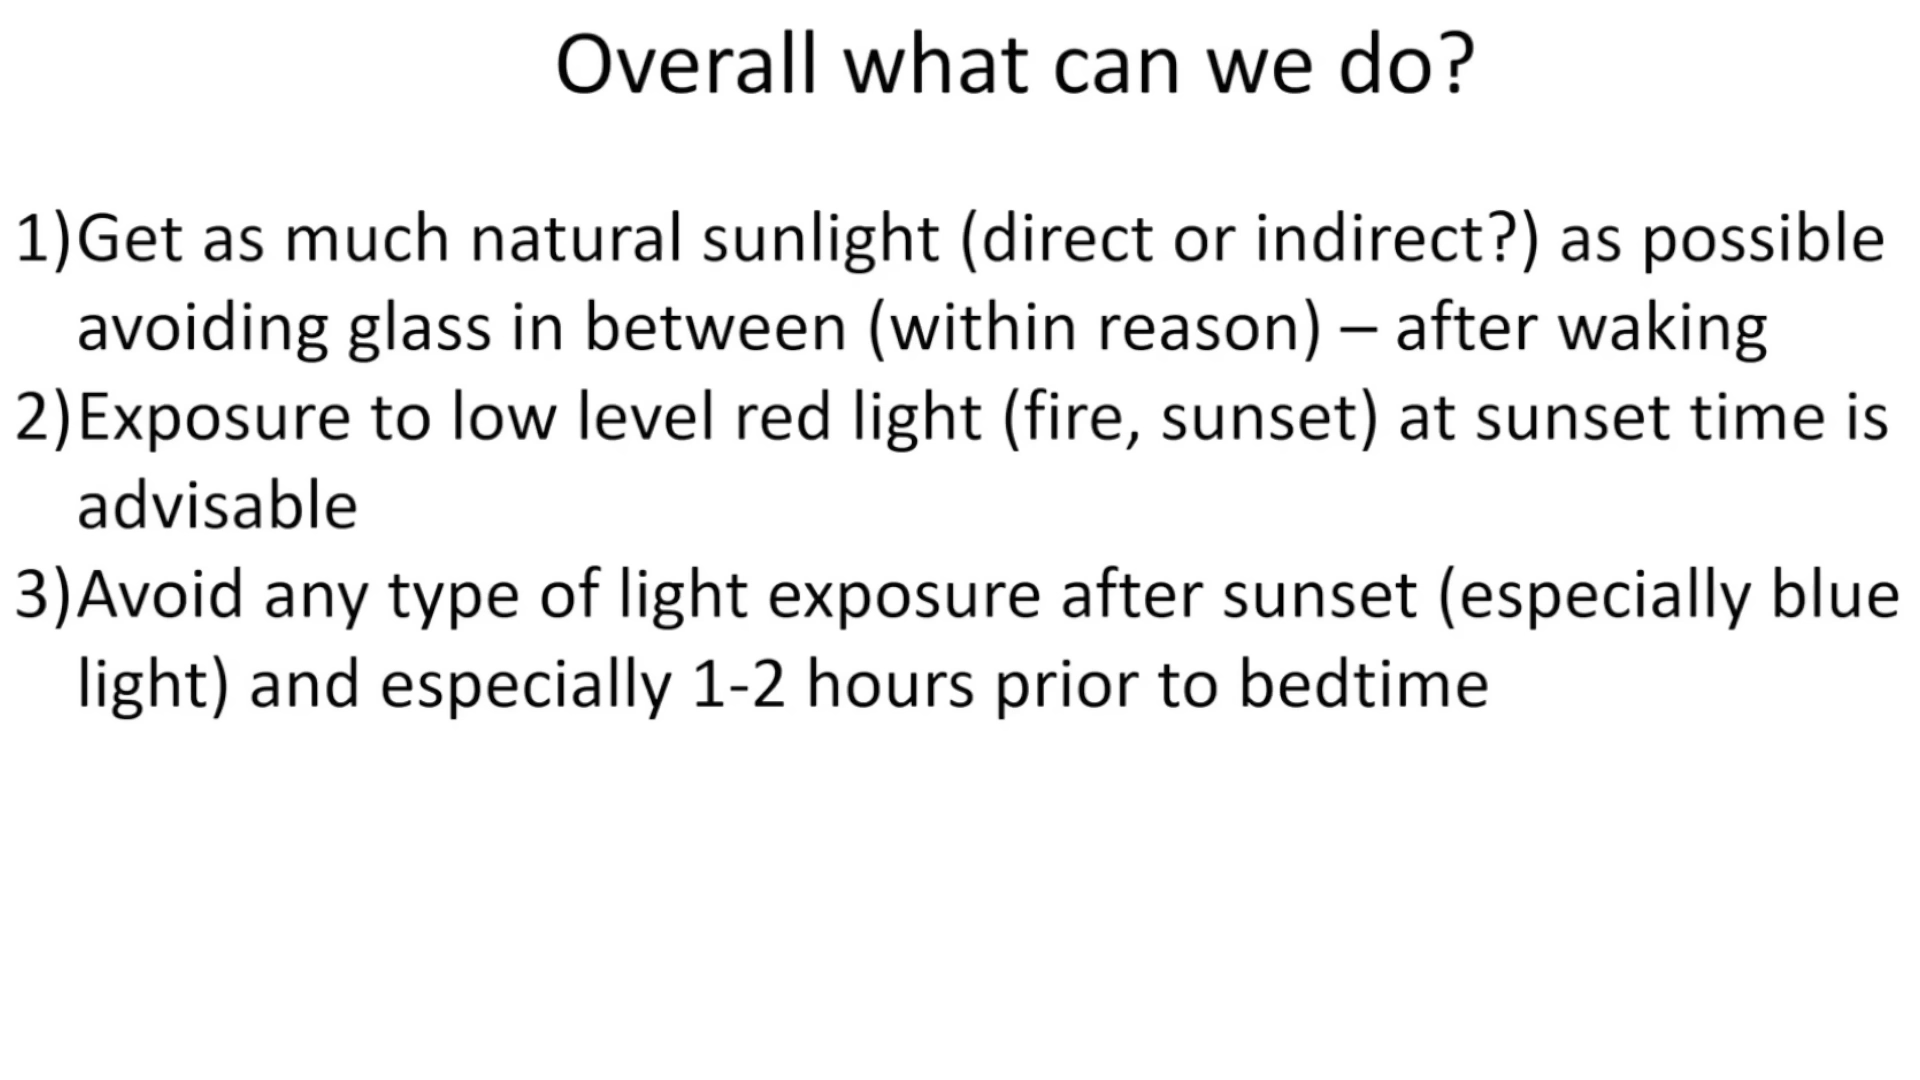 Overall what can we do?
1)Get as much natural sunlight (direct or indirect?) as possible
avoiding glass in between (within reason) – after waking
2)Exposure to low level red light (fire, sunset) at sunset time is
advisable
3)Avoid any type of light exposure after sunset (especially blue
light) and especially 1-2 hours prior to bedtime